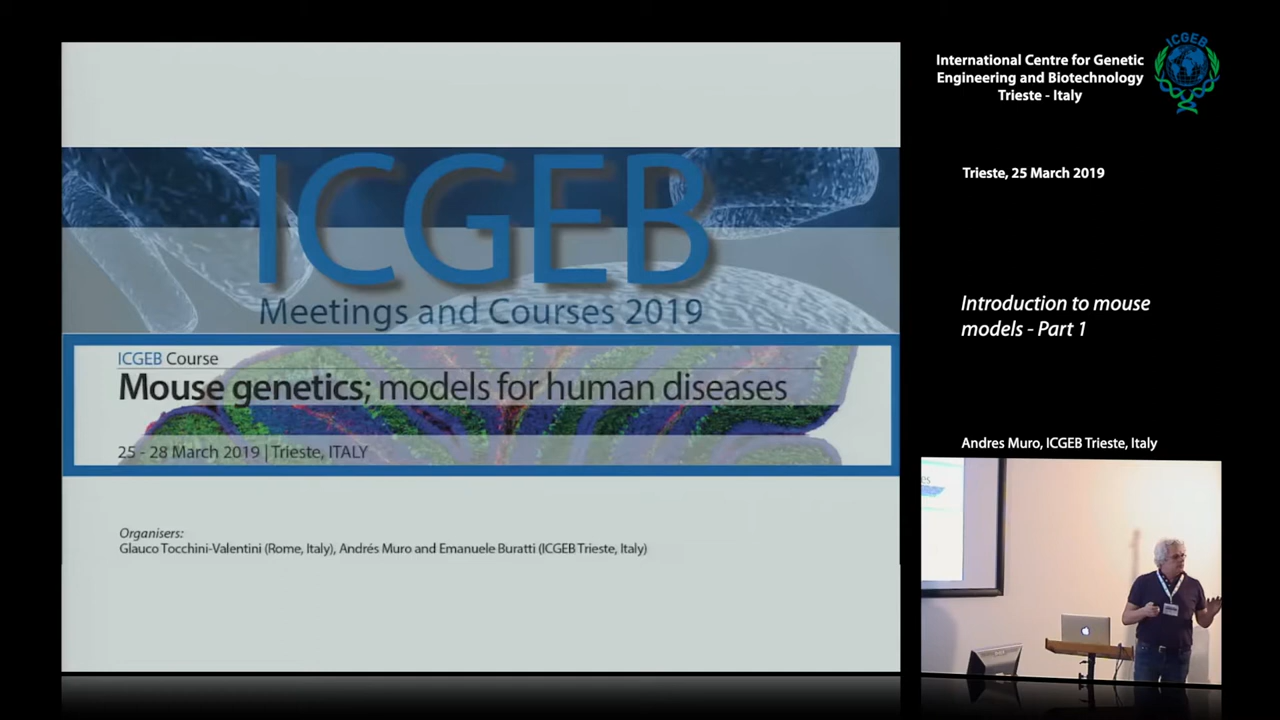 ICGEB
Meetings and Courses 2019
ICGEB Course
Mouse genetics; models for human diseases
25 - 28 March 2019 | Trieste, ITALY
Organisers:
Glauco Tocchini-Valentini (Rome, Italy), Andrés Muro and Emanuele Buratti (ICGEB Trieste, Italy)
International Centre for Genetic
Engineering and Biotechnology
Trieste - Italy
ICGEB
Trieste, 25 March 2019
Introduction to mouse
models - Part 1
Andres Muro, ICGEB Trieste, Italy